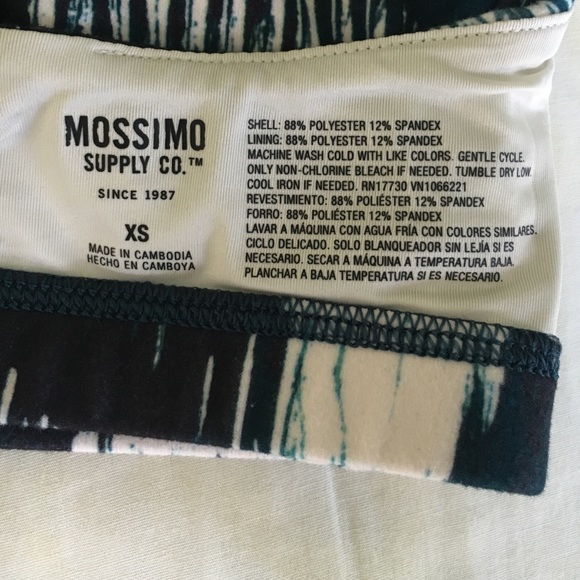 MOSSIMO
SUPPLY CO.™
SINCE 1987
XS
MADE IN CAMBODIA
HECHO EN CAMBOYA
SHELL: 88% POLYESTER 12% SPANDEX
LINING: 88% POLYESTER 12% SPANDEX
MACHINE WASH COLD WITH LIKE COLORS. GENTLE CYCLE.
ONLY NON-CHLORINE BLEACH IF NEEDED. TUMBLE DRY LOW.
COOL IRON IF NEEDED. RN17730 VN1066221
REVESTIMIENTO: 88% POLIÉSTER 12% SPANDEX
FORRO: 88% POLIÉSTER 12% SPANDEX
LAVAR A MÁQUINA CON AGUA FRÍA CON COLORES SIMILARES.
CICLO DELICADO. SOLO BLANQUEADOR SIN LEJÍA SI ES
NECESARIO. SECAR A MÁQUINA A TEMPERATURA BAJA.
PLANCHAR A BAJA TEMPERATURA SI ES NECESARIO.